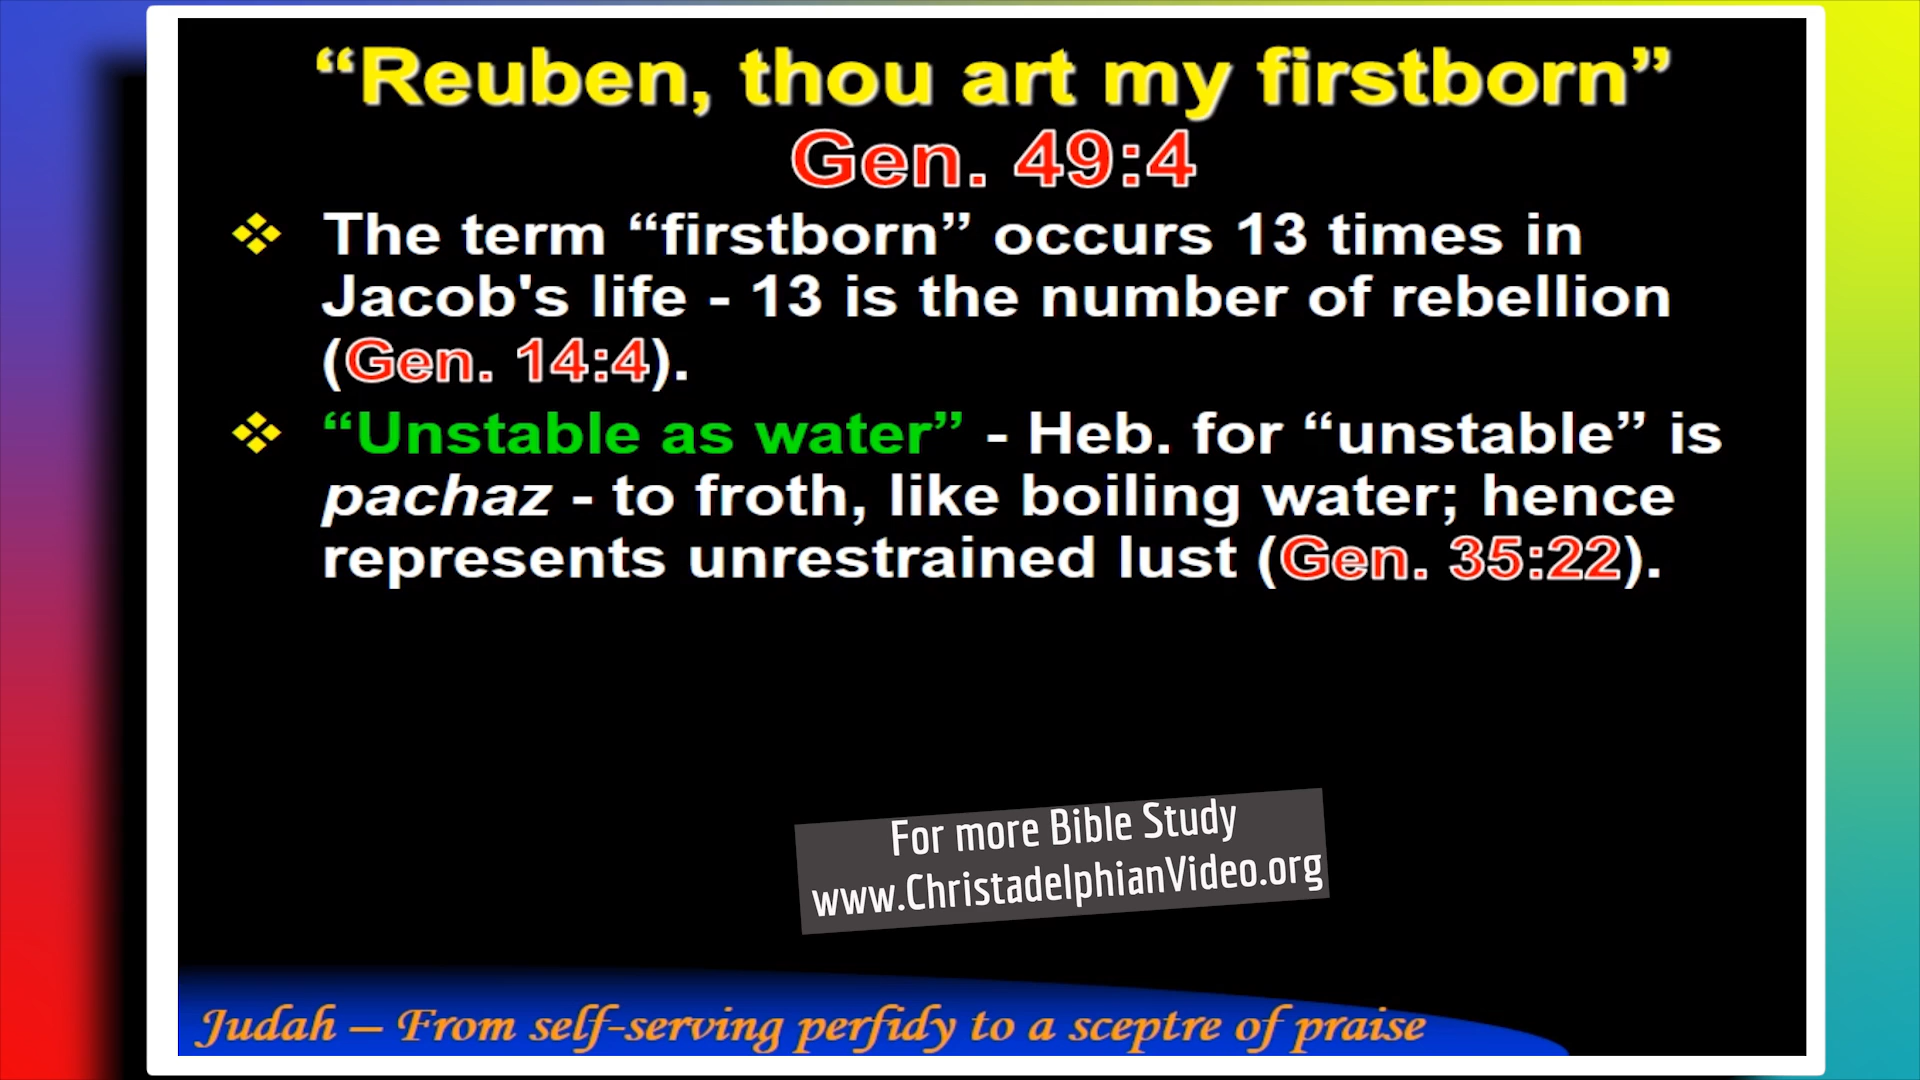 “Reuben, thou art my firstborn”
Gen. 49:4
❖ The term “firstborn” occurs 13 times in
Jacob's life - 13 is the number of rebellion
(Gen. 14:4).
❖ “Unstable as water” - Heb. for “unstable” is
pachaz - to froth, like boiling water; hence
represents unrestrained lust (Gen. 35:22).
For more Bible Study
www.ChristadelphianVideo.org
Judah – From self-serving perfidy to a sceptre of praise